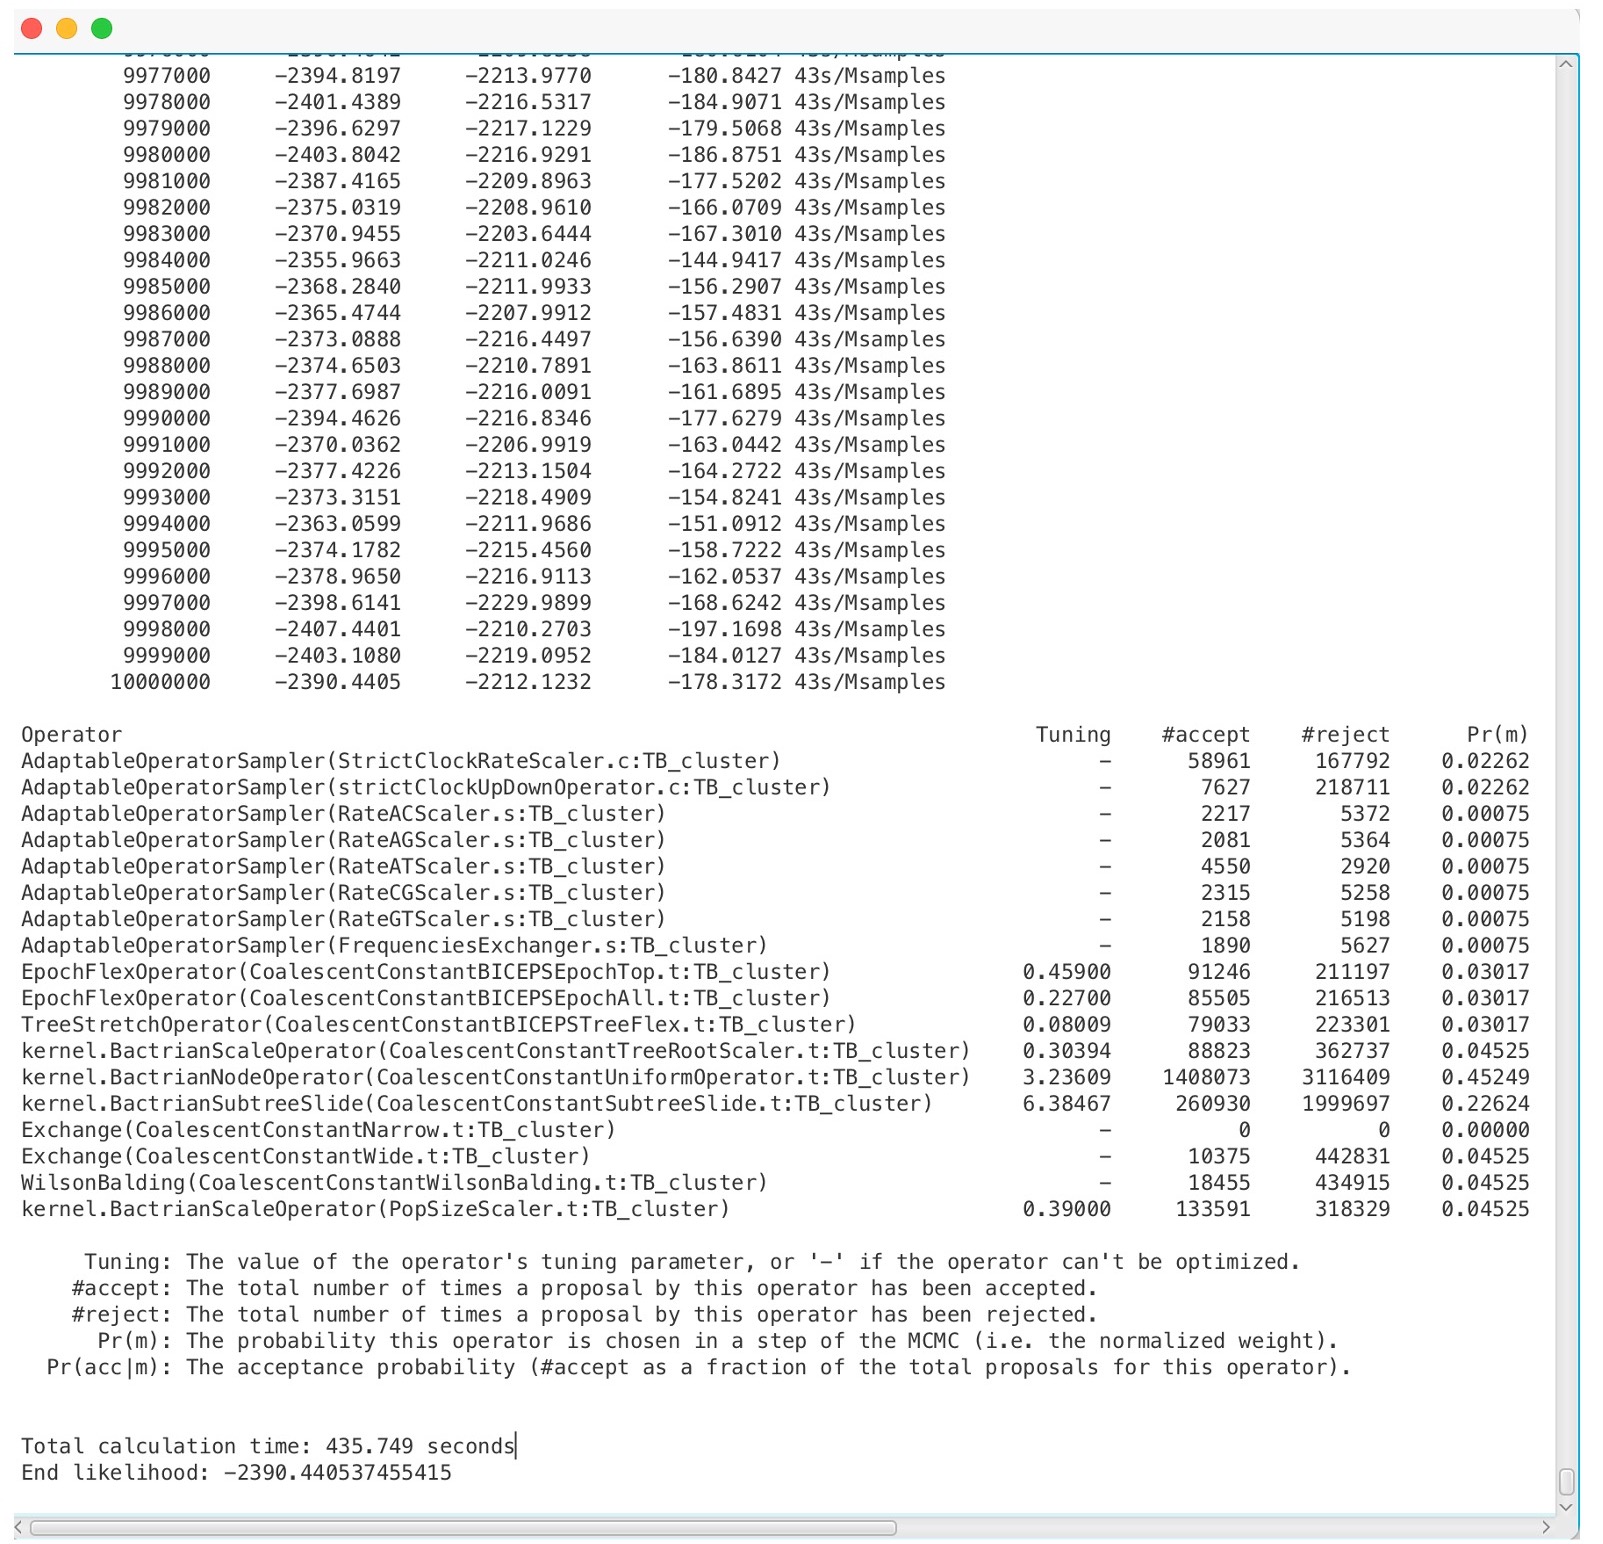 9977000 −2394.8197 −2213.9770 −180.8427 43s/Msamples
9978000 −2401.4389 −2216.5317 −184.9071 43s/Msamples
9979000 −2396.6297 −2217.1229 −179.5068 43s/Msamples
9980000 −2403.8042 −2216.9291 −186.8751 43s/Msamples
9981000 −2387.4165 −2209.8963 −177.5202 43s/Msamples
9982000 −2375.0319 −2208.9610 −166.0709 43s/Msamples
9983000 −2370.9455 −2203.6444 −167.3010 43s/Msamples
9984000 −2355.9663 −2211.0246 −144.9417 43s/Msamples
9985000 −2368.2840 −2211.9933 −156.2907 43s/Msamples
9986000 −2365.4744 −2207.9912 −157.4831 43s/Msamples
9987000 −2373.0888 −2216.4497 −156.6390 43s/Msamples
9988000 −2374.6503 −2210.7891 −163.8611 43s/Msamples
9989000 −2377.6987 −2216.0091 −161.6895 43s/Msamples
9990000 −2394.4626 −2216.8346 −177.6279 43s/Msamples
9991000 −2370.0362 −2206.9919 −163.0442 43s/Msamples
9992000 −2377.4226 −2213.1504 −164.2722 43s/Msamples
9993000 −2373.3151 −2218.4909 −154.8241 43s/Msamples
9994000 −2363.0599 −2211.9686 −151.0912 43s/Msamples
9995000 −2374.1782 −2215.4560 −158.7222 43s/Msamples
9996000 −2378.9650 −2216.9113 −162.0537 43s/Msamples
9997000 −2398.6141 −2229.9899 −168.6242 43s/Msamples
9998000 −2407.4401 −2210.2703 −197.1698 43s/Msamples
9999000 −2403.1080 −2219.0952 −184.0127 43s/Msamples
10000000 −2390.4405 −2212.1232 −178.3172 43s/Msamples
Operator Tuning #accept #reject Pr(m)
AdaptableOperatorSampler(StrictClockRateScaler.c:TB_cluster) − 58961 167792 0.02262
AdaptableOperatorSampler(strictClockUpDownOperator.c:TB_cluster) − 7627 218711 0.02262
AdaptableOperatorSampler(RateACScaler.s:TB_cluster) − 2217 5372 0.00075
AdaptableOperatorSampler(RateAGScaler.s:TB_cluster) − 2081 5364 0.00075
AdaptableOperatorSampler(RateATScaler.s:TB_cluster) − 4550 2920 0.00075
AdaptableOperatorSampler(RateCGScaler.s:TB_cluster) − 2315 5258 0.00075
AdaptableOperatorSampler(RateGTScaler.s:TB_cluster) − 2158 5198 0.00075
AdaptableOperatorSampler(FrequenciesExchanger.s:TB_cluster) − 1890 5627 0.00075
EpochFlexOperator(CoalescentConstantBICEPSEpochTop.t:TB_cluster) 0.45900 91246 211197 0.03017
EpochFlexOperator(CoalescentConstantBICEPSEpochAll.t:TB_cluster) 0.22700 85505 216513 0.03017
TreeStretchOperator(CoalescentConstantBICEPSTreeFlex.t:TB_cluster) 0.08009 79033 223301 0.03017
kernel.BactrianScaleOperator(CoalescentConstantTreeRootScaler.t:TB_cluster) 0.30394 88823 362737 0.04525
kernel.BactrianNodeOperator(CoalescentConstantUniformOperator.t:TB_cluster) 3.23609 1408073 3116409 0.45249
kernel.BactrianSubtreeSlide(CoalescentConstantSubtreeSlide.t:TB_cluster) 6.38467 260930 1999697 0.22624
Exchange(CoalescentConstantNarrow.t:TB_cluster) − 0 0 0.00000
Exchange(CoalescentConstantWide.t:TB_cluster) − 10375 442831 0.04525
WilsonBalding(CoalescentConstantWilsonBalding.t:TB_cluster) − 18455 434915 0.04525
kernel.BactrianScaleOperator(PopSizeScaler.t:TB_cluster) 0.39000 133591 318329 0.04525
Tuning: The value of the operator's tuning parameter, or '−' if the operator can't be optimized.
#accept: The total number of times a proposal by this operator has been accepted.
#reject: The total number of times a proposal by this operator has been rejected.
Pr(m): The probability this operator is chosen in a step of the MCMC (i.e. the normalized weight).
Pr(acc|m): The acceptance probability (#accept as a fraction of the total proposals for this operator).
Total calculation time: 435.749 seconds
End likelihood: −2390.440537455415